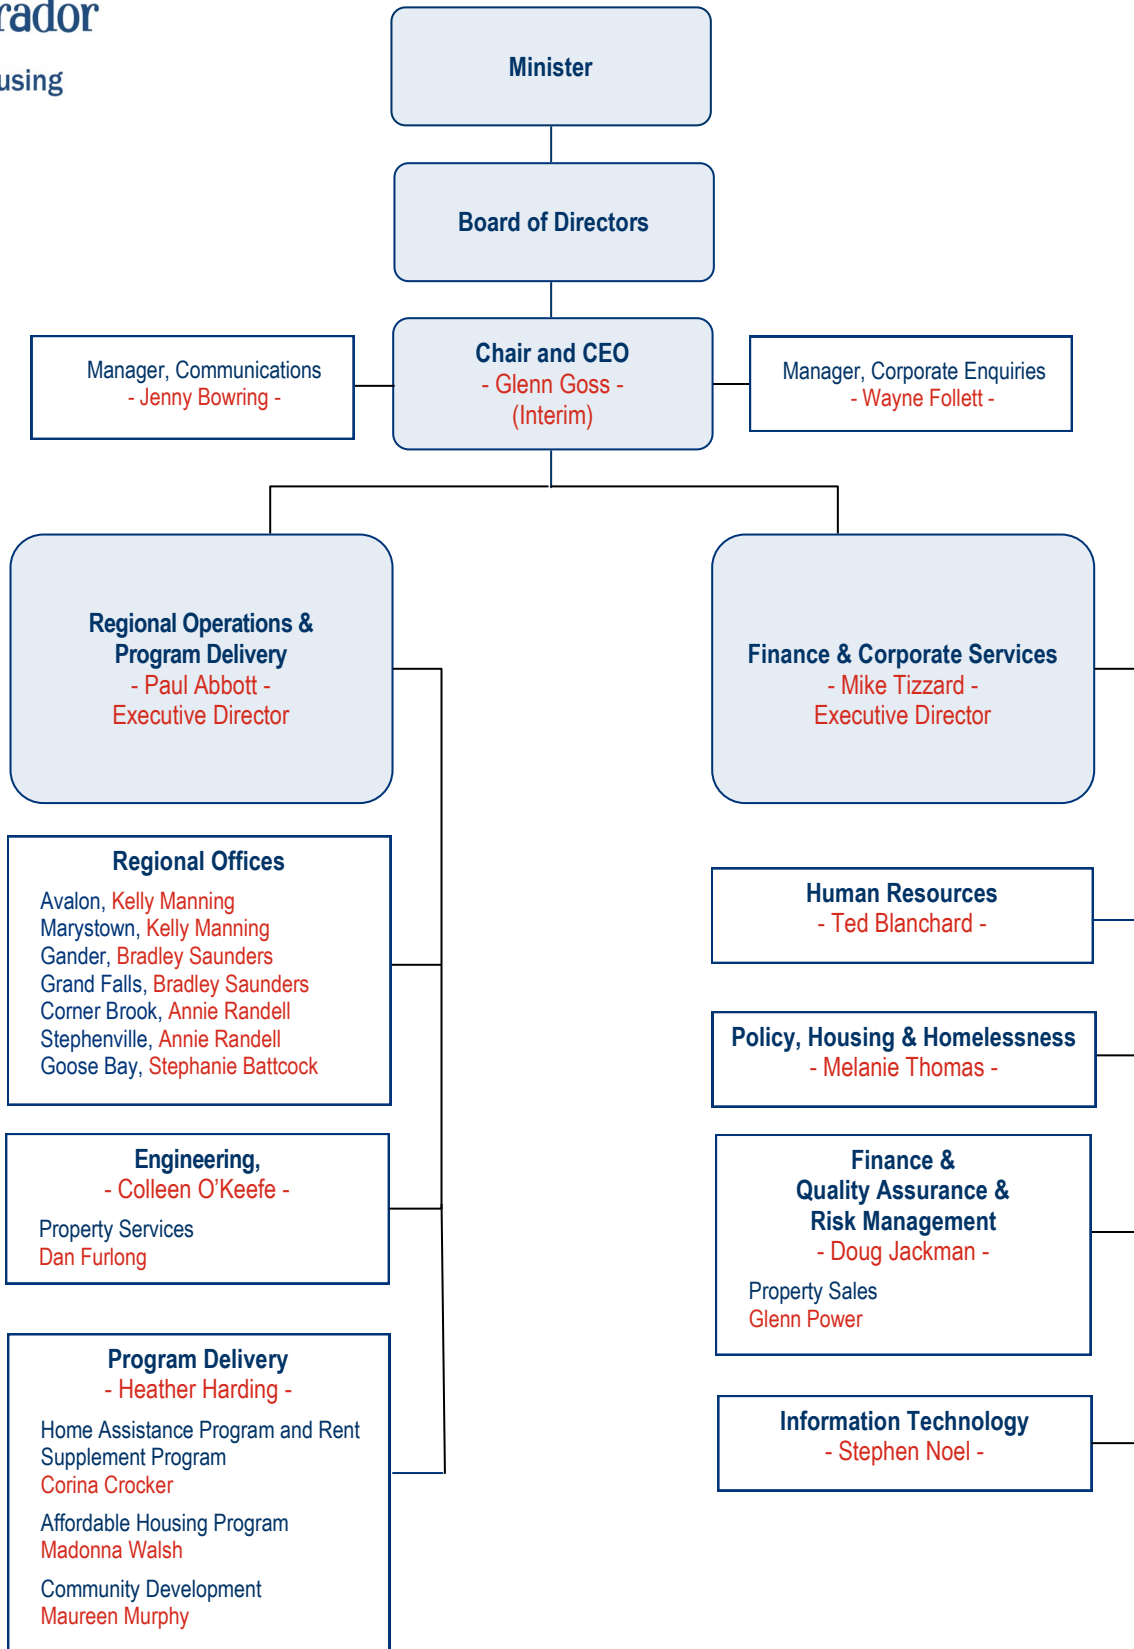 Minister
Board of Directors
Manager, Communications
- Jenny Bowring -
Chair and CEO
- Glenn Goss -
(Interim)
Manager, Corporate Enquiries
- Wayne Follett -
Regional Operations &
Program Delivery
- Paul Abbott -
Executive Director
Finance & Corporate Services
- Mike Tizzard -
Executive Director
Regional Offices
Avalon, Kelly Manning
Marystown, Kelly Manning
Gander, Bradley Saunders
Grand Falls, Bradley Saunders
Corner Brook, Annie Randell
Stephenville, Annie Randell
Goose Bay, Stephanie Battcock
Engineering,
- Colleen O'Keefe -
Property Services
Dan Furlong
Program Delivery
- Heather Harding -
Home Assistance Program and Rent
Supplement Program
Corina Crocker
Affordable Housing Program
Madonna Walsh
Community Development
Maureen Murphy
Human Resources
- Ted Blanchard -
Policy, Housing & Homelessness
- Melanie Thomas -
Finance &
Quality Assurance &
Risk Management
- Doug Jackman -
Property Sales
Glenn Power
Information Technology
- Stephen Noel -